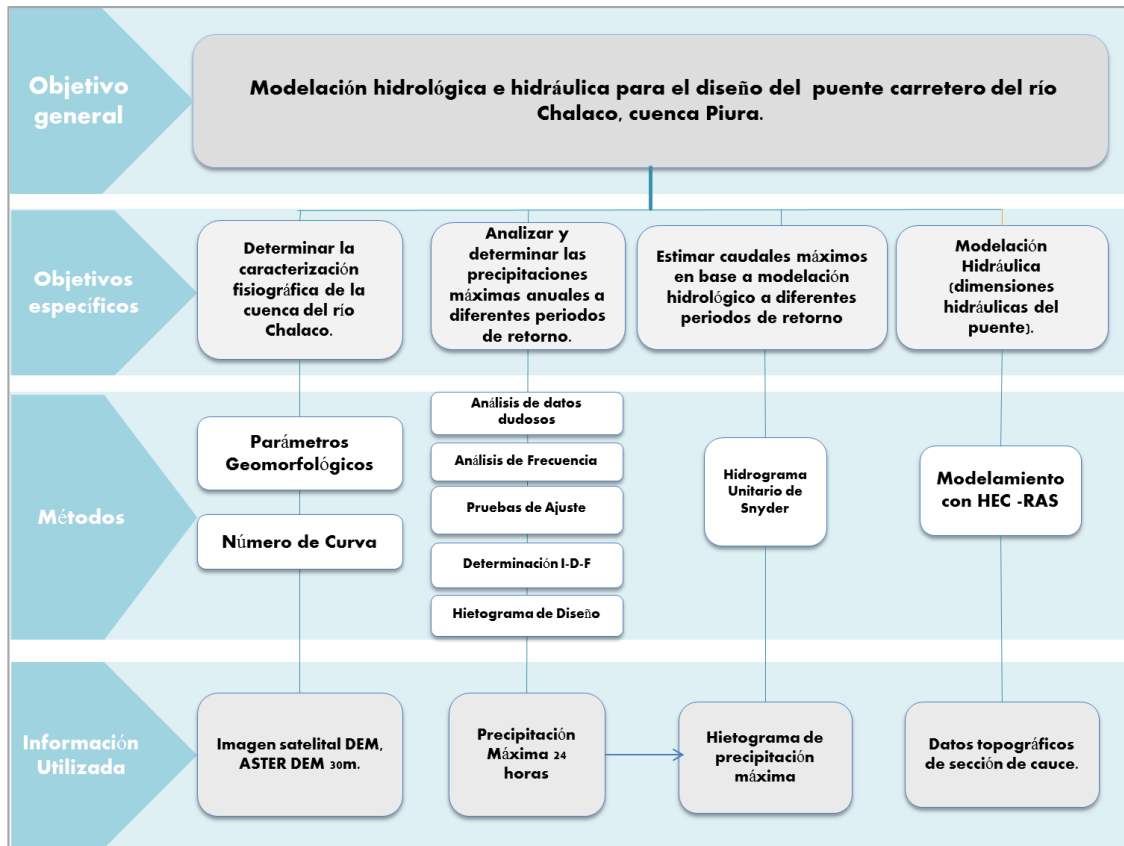 Objetivo
general
Modelación hidrológica e hidráulica para el diseño del puente carretero del río
Chalaco, cuenca Piura.
Objetivos
específicos
Determinar la
caracterización
fisiográfica de la
cuenca del río
Chalaco.
Analizar y
determinar las
precipitaciones
máximas anuales a
diferentes periodos
de retorno.
Estimar caudales máximos
en base a modelación
hidrológico a diferentes
periodos de retorno
Modelación
Hidráulica
(dimensiones
hidráulicas del
puente).
Métodos
Parámetros
Geomorfológicos
Número de Curva
Análisis de datos
dudosos
Análisis de Frecuencia
Pruebas de Ajuste
Determinación I-D-F
Hietograma de Diseño
Hidrograma
Unitario de
Snyder
Modelamiento
con HEC -RAS
Información
Utilizada
Imagen satelital DEM,
ASTER DEM 30m.
Precipitación
Máxima 24
horas
Hietograma de
precipitación
máxima
Datos topográficos
de sección de cauce.